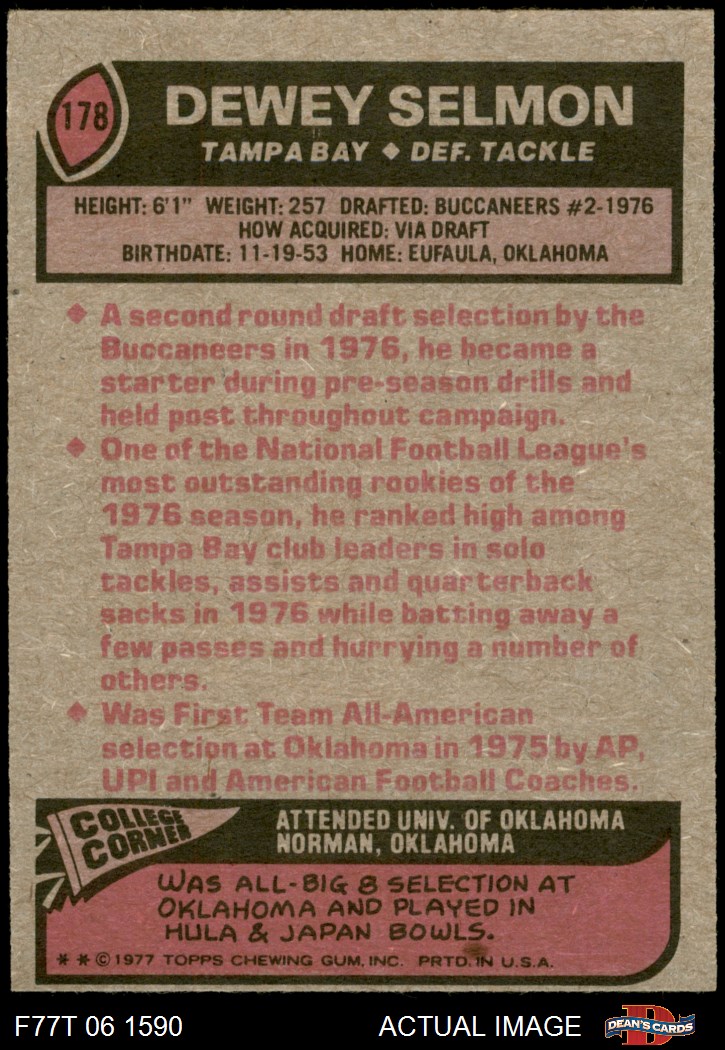 178
DEWEY SELMON
TAMPA BAY ◆ DEF. TACKLE
HEIGHT: 6'1" WEIGHT: 257 DRAFTED: BUCCANEERS #2-1976
HOW ACQUIRED: VIA DRAFT
BIRTHDATE: 11-19-53 HOME: EUFAULA, OKLAHOMA
◆ A second round draft selection by the
Buccaneers in 1976, he became a
starter during pre-season drills and
held post throughout campaign.
◆ One of the National Football League's
most outstanding rookies of the
1976 season, he ranked high among
Tampa Bay club leaders in solo
tackles, assists and quarterback
sacks in 1976 while batting away a
few passes and hurrying a number of
others.
◆ Was First Team All-American
selection at Oklahoma in 1975 by AP,
UPI and American Football Coaches.
COLLEGE
CORNER
ATTENDED UNIV. OF OKLAHOMA
NORMAN, OKLAHOMA
WAS ALL-BIG 8 SELECTION AT
OKLAHOMA AND PLAYED IN
HULA & JAPAN BOWLS.
* * © 1977 TOPPS CHEWING GUM, INC. PRTD. IN U.S.A.
F77T 06 1590
ACTUAL IMAGE
D
DEAN'S CARDS